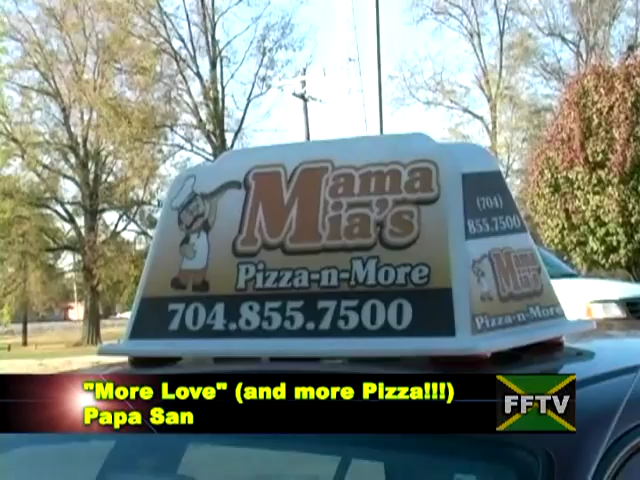 Mama
Mia's
Pizza-n-More
704.855.7500
(704)
855.7500
Mama
Mia's
Pizza-n-More
"More Love" (and more Pizza!!!)
Papa San
FFTV